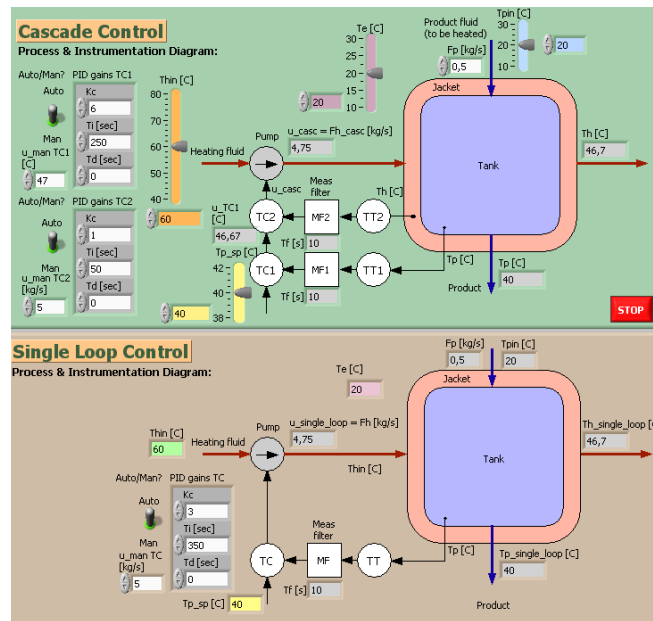 Cascade Control
Process & Instrumentation Diagram:
Auto/Man?
Auto
Man
u_man TC1
[C]
47
PID gains TC1
Kc
6
Ti [sec]
250
Td [sec]
0
Auto/Man?
Auto
Man
u_man TC2
[kg/s]
5
PID gains TC2
Kc
1
Ti [sec]
50
Td [sec]
0
Thin [C]
80-
70-
60-
50-
40-
60
Heating fluid
Pump
u_casc = Fh_casc [kg/s]
4,75
u_casc
u_TC1
[C]
46,67
Tp_sp [C]
42-
40-
38-
40
TC2
Meas
filter
MF2
Tf [s] 10
TT2
Th [C]
TC1
MF1
Tf [s] 10
TT1
Te [C]
30-
25-
20-
15-
10-
20
Product fluid
(to be heated)
Fp [kg/s]
0,5
Tpin [C]
30-
20-
10-
20
Jacket
Tank
Th [C]
46,7
Tp [C]
Tp [C]
40
Product
STOP
Single Loop Control
Process & Instrumentation Diagram:
Te [C]
20
Fp [kg/s]
0,5
Tpin [C]
20
Jacket
Tank
Thin [C]
60
Heating fluid
Pump
u_single_loop = Fh [kg/s]
4,75
Thin [C]
Th_single_loop [
46,7
Auto/Man?
Auto
Man
u_man TC
[kg/s]
5
PID gains TC
Kc
3
Ti [sec]
350
Td [sec]
0
TC
Meas
filter
MF
Tf [s] 10
TT
Tp [C]
Tp_single_loop [C]
40
Tp_sp [C] 40
Product